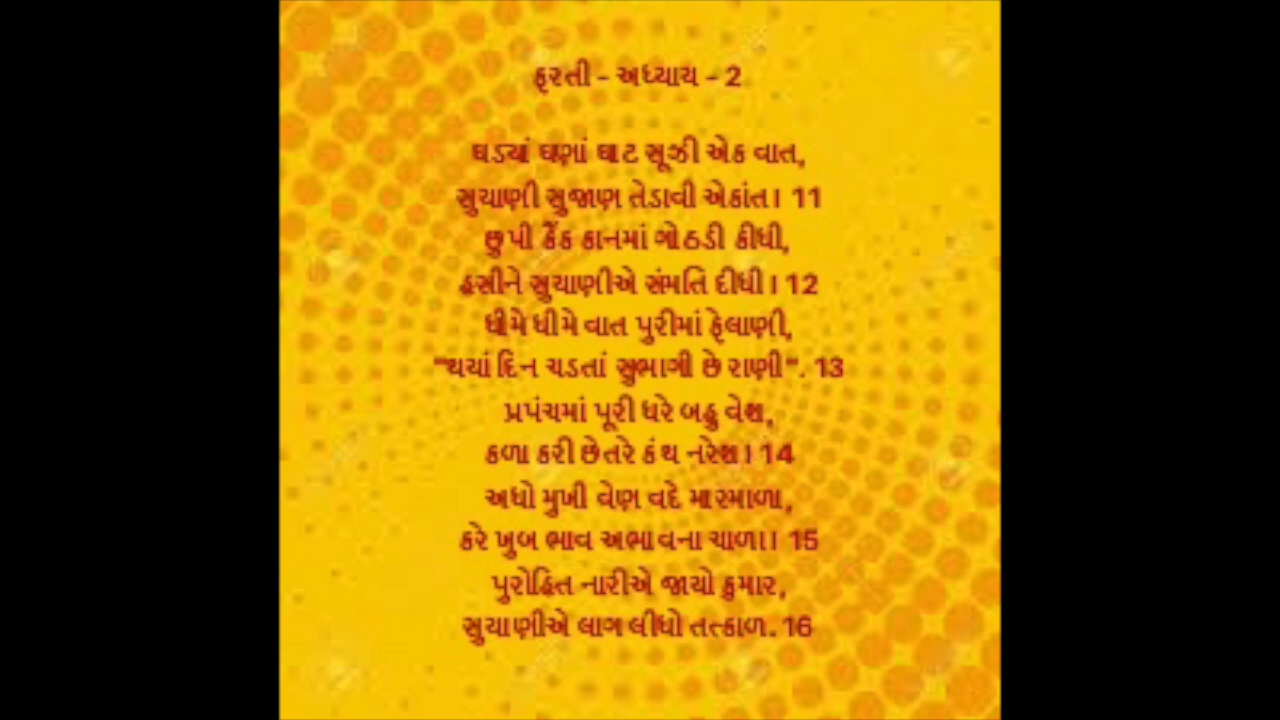 ફરતી - અધ્યાય - 2
ઘડ્યાં ઘણાં ઘાટ સૂઝી એક વાત,
સુયાણી સુજાણ તેડાવી એકાંત। 11
છુપી કૈંક કાનમાં ગોઠડી કીધી,
હસીને સુયાણીએ સંમતિ દીધી। 12
ધીમે ધીમે વાત પુરીમાં ફેલાણી,
"થયાં દિન ચડતાં સુભાગી છે રાણી". 13
પ્રપંચમાં પૂરી ધરે બહુ વેશ,
કળા કરી છેતરે કંથ નરેશ। 14
અધો મુખી વેણ વદે મારમાળા,
કરે ખુબ ભાવ અભાવના ચાળા। 15
પુરોહિત નારીએ જાયો કુમાર,
સુયાણીએ લાગ લીધો તત્કાળ. 16